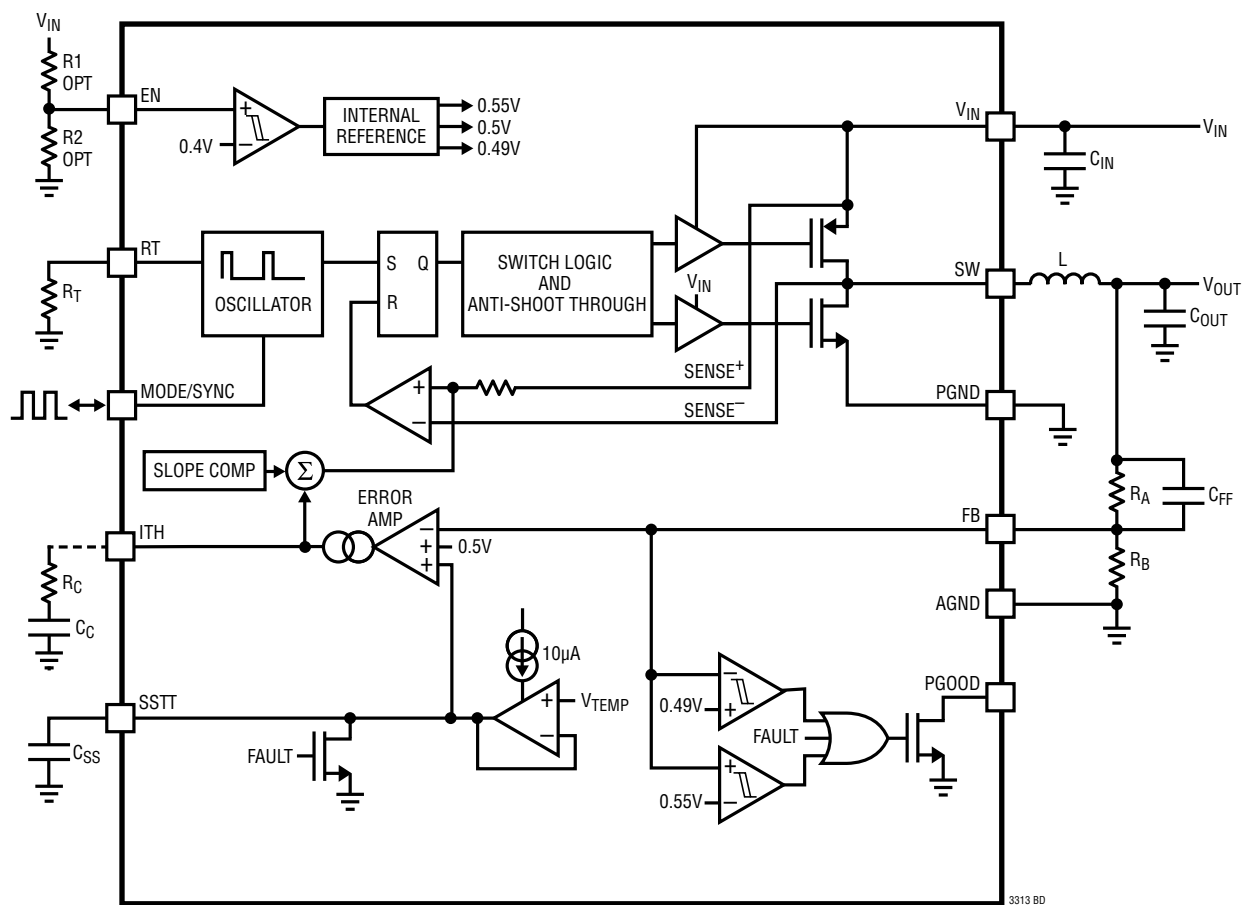 VIN
R1
OPT
R2
OPT
EN
+
−
0.4V
INTERNAL
REFERENCE
0.55V
0.5V
0.49V
VIN
VIN
CIN
RT
RT
OSCILLATOR
S Q
R
SWITCH LOGIC
AND
ANTI-SHOOT THROUGH
VIN
SW
L
VOUT
COUT
MODE/SYNC
+
−
SENSE+
SENSE−
PGND
SLOPE COMP
Σ
ERROR
AMP
ITH
RC
CC
−
+
+
0.5V
FB
RA
CFF
RB
AGND
10µA
SSTT
CSS
FAULT
+
−
VTEMP
−
+
0.49V
FAULT
+
−
0.55V
PGOOD
3313 BD